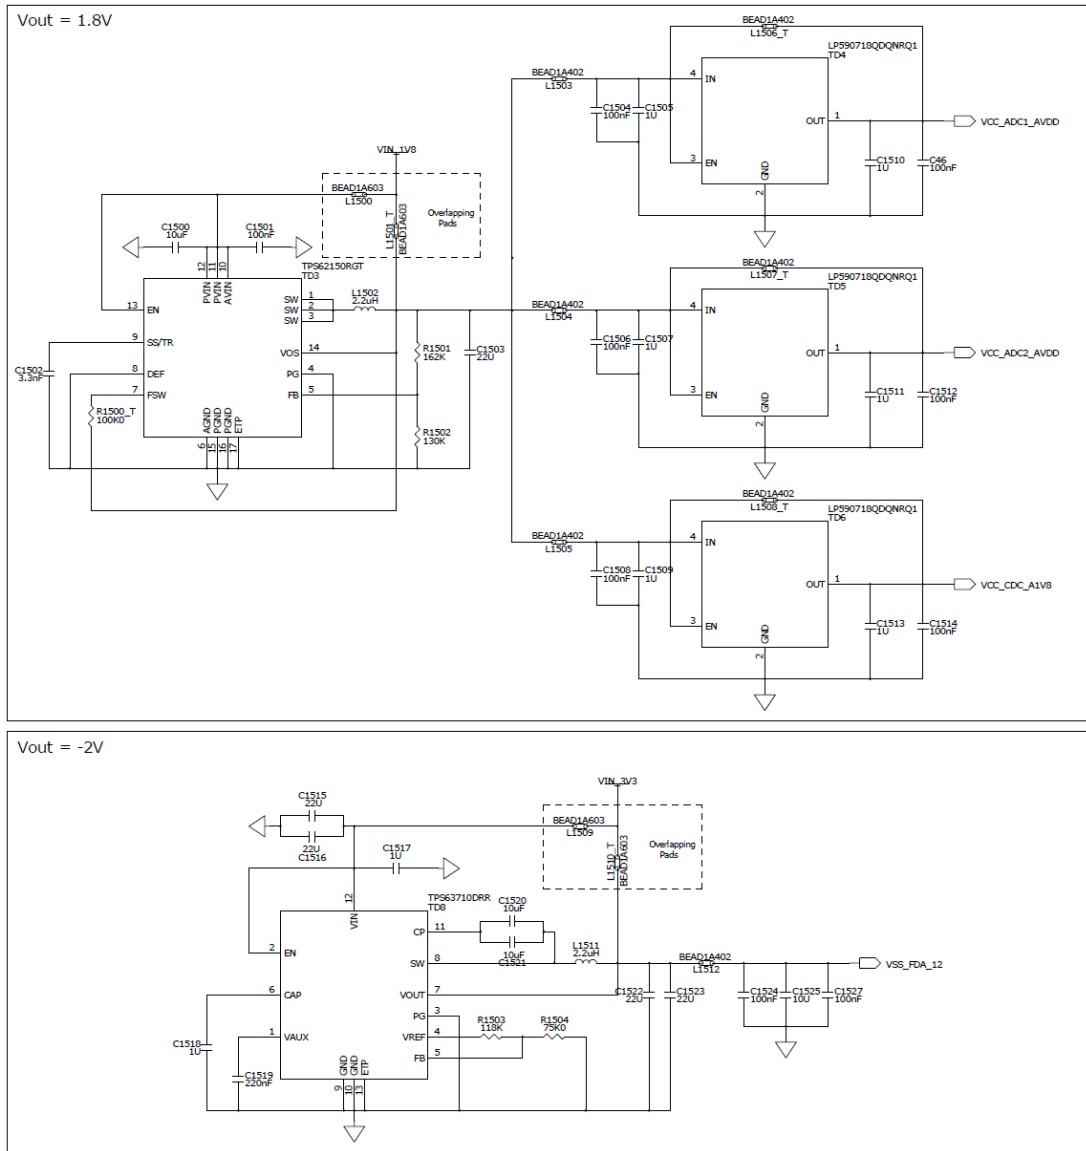 Vout = 1.8V
BEAD1A402
L1506_T
LP590718QDQNRQ1
TD4
BEAD1A402
L1503
4
IN
C1504
100nF
C1505
1U
OUT
1
VCC_ADC1_AVDD
3
EN
GND
2
C1510
1U
C46
100nF
VIN_1V8
BEAD1A603
L1500
L1501_T
BEAD1A603
Overlapping
Pads
C1500
10uF
C1501
100nF
TPS62150RGT
TD3
12
11
10
PVIN
PVIN
AVIN
13
EN
SW
1
SW
2
SW
3
L1502
2.2uH
9
SS/TR
VOS
14
C1502
3.3nF
8
DEF
PG
4
7
FSW
FB
5
R1500_T
100K0
AGND
PGND
PGND
ETP
6
15
16
17
R1501
162K
C1503
22U
R1502
130K
BEAD1A402
L1507_T
LP590718QDQNRQ1
TD5
BEAD1A402
L1504
4
IN
C1506
100nF
C1507
1U
OUT
1
VCC_ADC2_AVDD
3
EN
GND
2
C1511
1U
C1512
100nF
BEAD1A402
L1508_T
LP590718QDQNRQ1
TD6
BEAD1A402
L1505
4
IN
C1508
100nF
C1509
1U
OUT
1
VCC_CDC_A1V8
3
EN
GND
2
C1513
1U
C1514
100nF
Vout = -2V
VIN_3V3
BEAD1A603
L1509
L1510_T
BEAD1A603
Overlapping
Pads
C1515
22U
22U
C1516
C1517
1U
TPS63710DRR
TD8
12
VIN
2
EN
CP
11
C1520
10uF
10uF
C1521
SW
8
L1511
2.2uH
6
CAP
VOUT
7
PG
3
1
VAUX
VREF
4
R1503
118K
R1504
75K0
FB
5
C1518
1U
C1519
220nF
GND
GND
ETP
9
10
13
C1522
22U
C1523
22U
BEAD1A402
L1512
VSS_FDA_12
C1524
100nF
C1525
10U
C1527
100nF